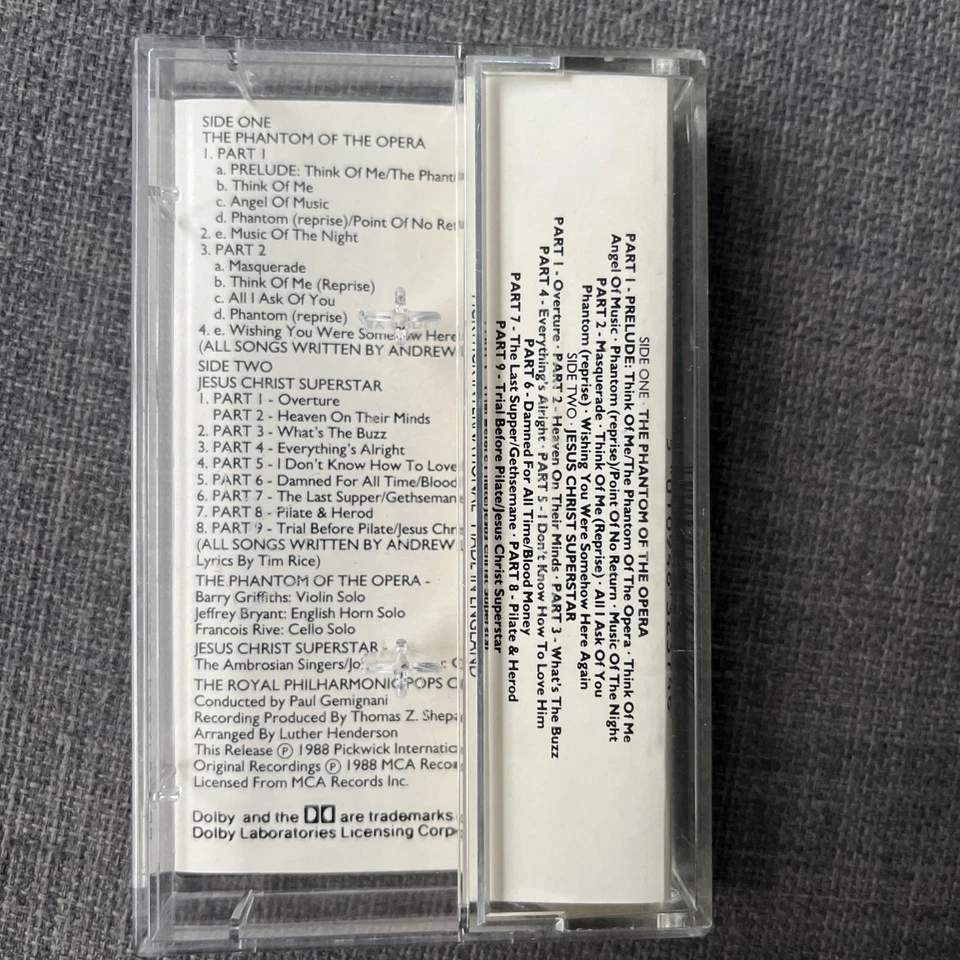 SIDE ONE
THE PHANTOM OF THE OPERA
1. PART 1
a. PRELUDE: Think Of Me/The
b. Think Of Me
c. Angel Of Music
d. Phantom (reprise)/Point Of No
2. e. Music Of The Night
3. PART 2
a. Masquerade
b. Think Of Me (Reprise)
c. All I Ask Of You
d. Phantom (reprise)
4. e. Wishing You Were Somehow Here
(ALL SONGS WRITTEN BY ANDREW
SIDE TWO
JESUS CHRIST SUPERSTAR
1. PART 1 - Overture
PART 2 - Heaven On Their Minds
2. PART 3 - What's The Buzz
3. PART 4 - Everything's Alright
4. PART 5 - I Don't Know How To Love
5. PART 6 - Damned For All Time/Blood
6. PART 7 - The Last Supper/
7. PART 8 - Pilate & Herod
8. PART 9 - Trial Before Pilate/Jesus
(ALL SONGS WRITTEN BY ANDREW
Lyrics By Tim Rice)
THE PHANTOM OF THE OPERA -
Barry Griffiths: Violin Solo
Jeffrey Bryant: English Horn Solo
Francois Rive: Cello Solo
JESUS CHRIST SUPERSTAR -
The Ambrosian Singers/
THE ROYAL PHILHARMONIC POPS
Conducted by Paul Gemignani
Recording Produced By Thomas Z.
Arranged By Luther Henderson
This Release ℗ 1988 Pickwick
Original Recordings ℗ 1988 MCA
Licensed From MCA Records Inc.
Dolby and the DD are trademarks
Dolby Laboratories Licensing
SIDE ONE · THE PHANTOM OF THE OPERA
PART 1 - PRELUDE: Think Of Me/The Phantom Of The Opera · Think Of Me
Angel Of Music · Phantom (reprise)/Point Of No Return · Music Of The Night
PART 2 - Masquerade · Think Of Me (Reprise) · All I Ask Of You
Phantom (reprise) · Wishing You Were Somehow Here Again
SIDE TWO · JESUS CHRIST SUPERSTAR
PART 1 - Overture · PART 2 - Heaven On Their Minds · PART 3 - What's The Buzz
PART 4 - Everything's Alright · PART 5 - I Don't Know How To Love Him
PART 6 - Damned For All Time/Blood Money
PART 7 - The Last Supper/Gethsemane · PART 8 - Pilate & Herod
PART 9 - Trial Before Pilate/Jesus Christ Superstar
INTERNATIONAL MADE IN ENGLAND